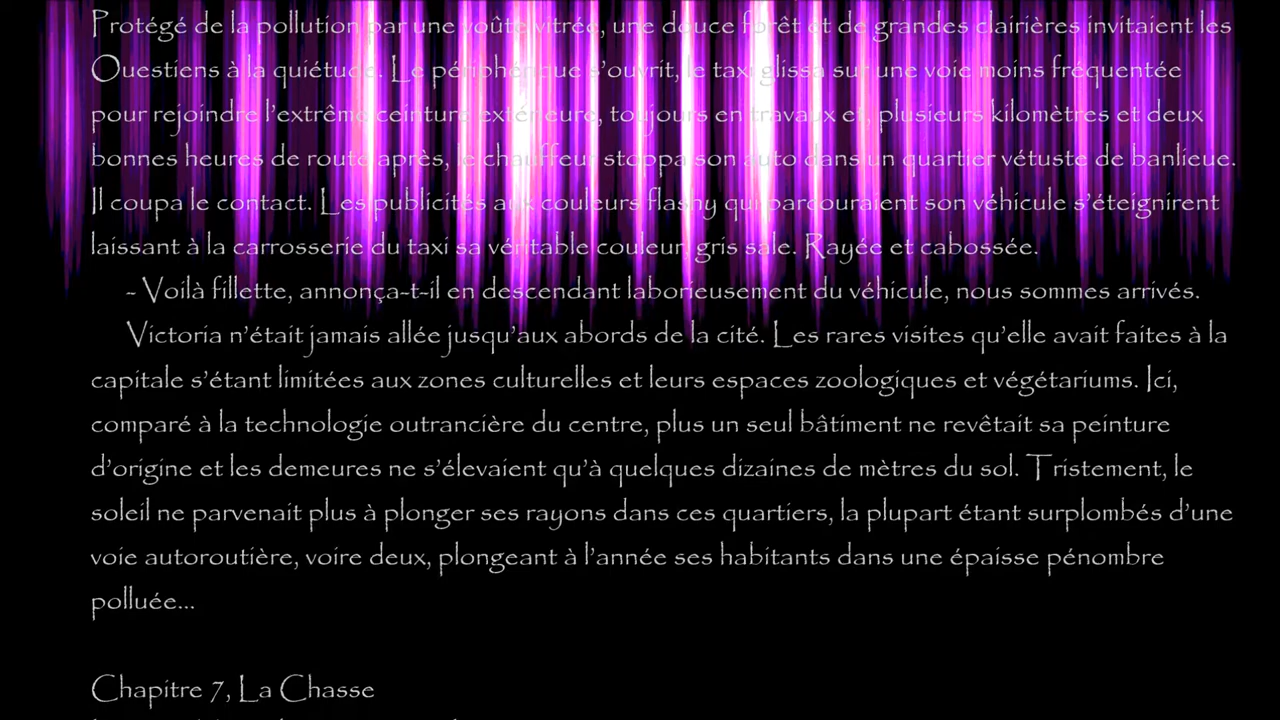 Protégé de la pollution par une voûte vitrée, une douce forêt et de grandes clairières invitaient les
Ouestiens à la quiétude. Le périphérique s'ouvrit, le taxi glissa sur une voie moins fréquentée
pour rejoindre l'extrême ceinture extérieure, toujours en travaux et, plusieurs kilomètres et deux
bonnes heures de route après, le chauffeur stoppa son auto dans un quartier vétuste de banlieue.
Il coupa le contact. Les publicités aux couleurs flashy qui parcouraient son véhicule s'éteignirent
laissant à la carrosserie du taxi sa véritable couleur, gris sale. Rayée et cabossée.
- Voilà fillette, annonça-t-il en descendant laborieusement du véhicule, nous sommes arrivés.
Victoria n'était jamais allée jusqu'aux abords de la cité. Les rares visites qu'elle avait faites à la
capitale s'étant limitées aux zones culturelles et leurs espaces zoologiques et végétariums. Ici,
comparé à la technologie outrancière du centre, plus un seul bâtiment ne revêtait sa peinture
d'origine et les demeures ne s'élevaient qu'à quelques dizaines de mètres du sol. Tristement, le
soleil ne parvenait plus à plonger ses rayons dans ces quartiers, la plupart étant surplombés d'une
voie autoroutière, voire deux, plongeant à l'année ses habitants dans une épaisse pénombre
polluée...
Chapitre 7, La Chasse